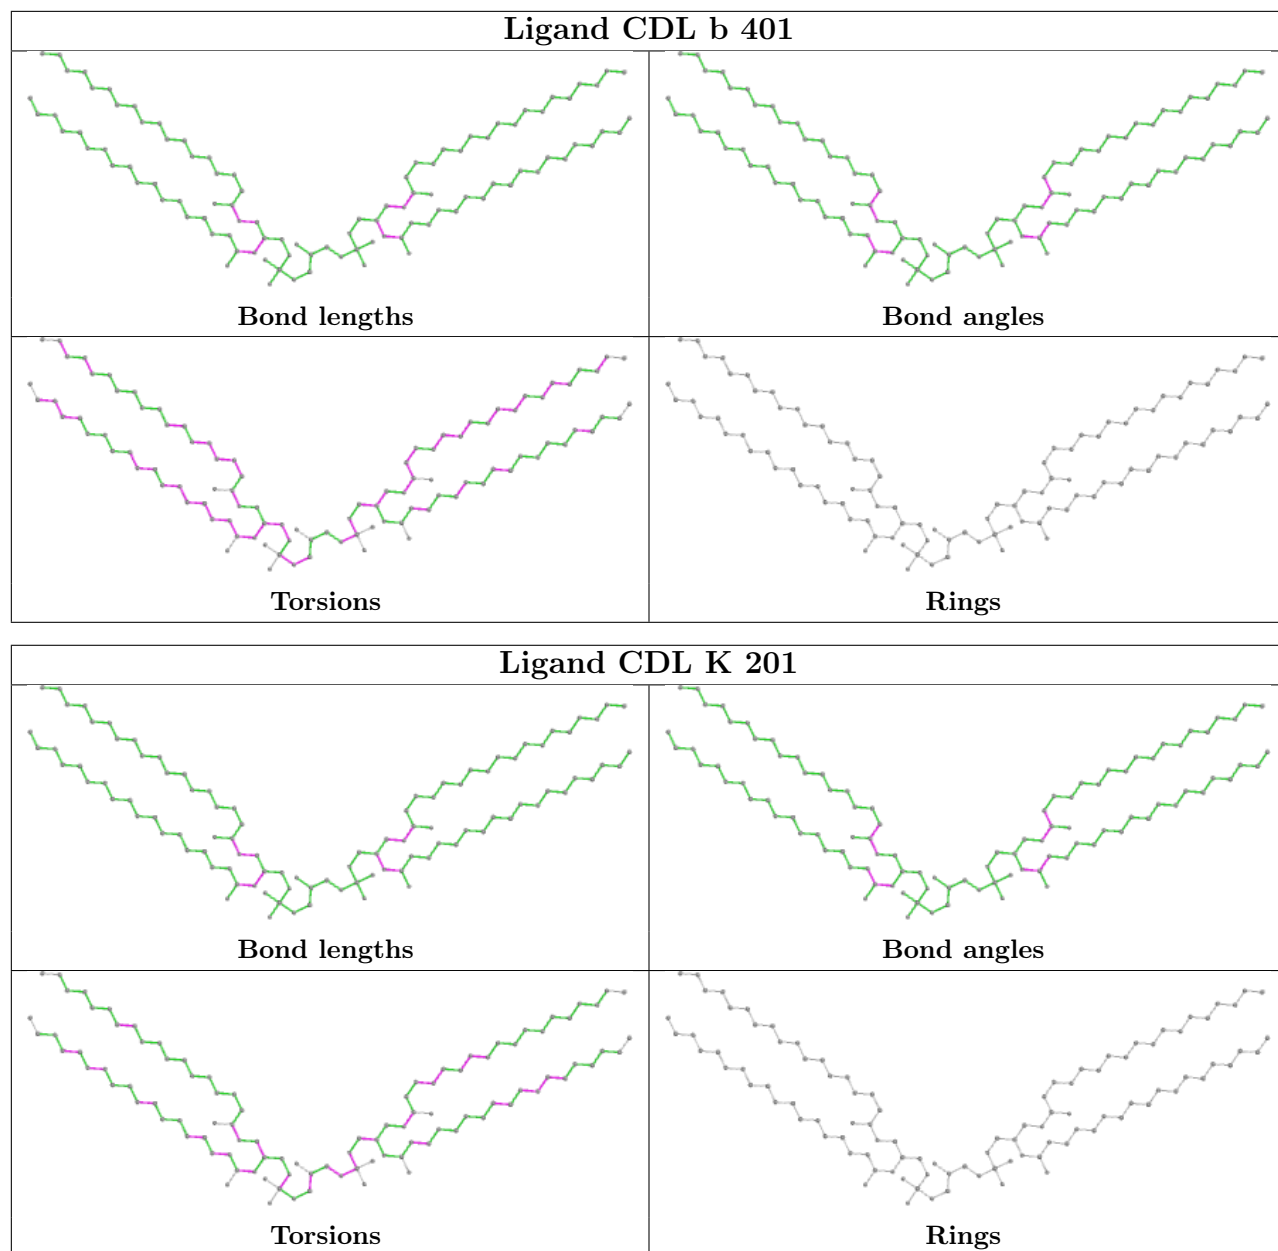 Ligand CDL b 401
Bond lengths
Bond angles
Torsions
Rings
Ligand CDL K 201
Bond lengths
Bond angles
Torsions
Rings